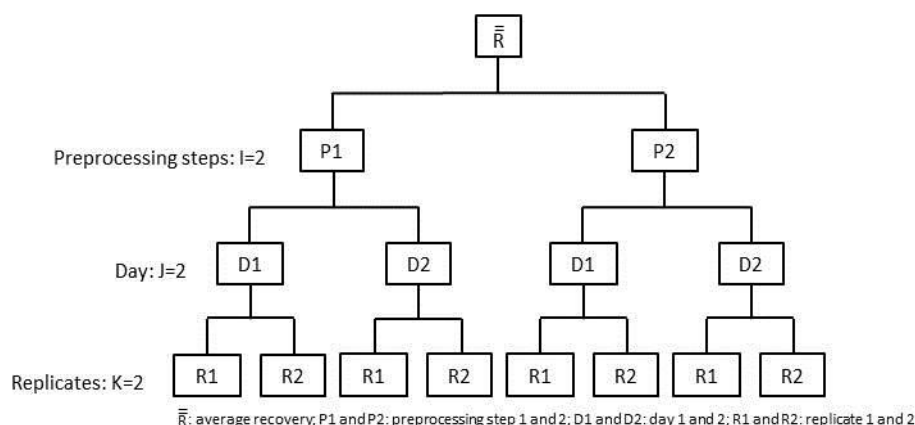 R̿
P1 P2
Preprocessing steps: I=2
D1 D2 D1 D2
Day: J=2
R1 R2 R1 R2 R1 R2 R1 R2
Replicates: K=2
R̿: average recovery; P1 and P2: preprocessing step 1 and 2; D1 and D2: day 1 and 2; R1 and R2: replicate 1 and 2